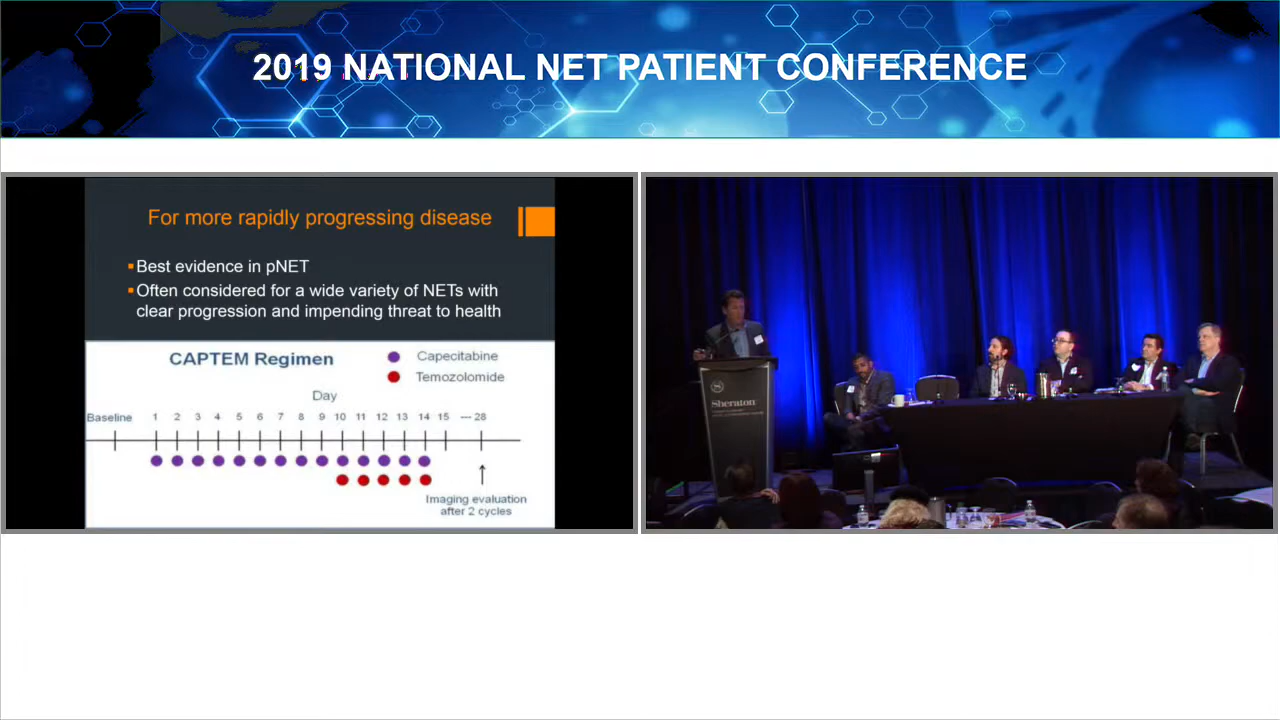 2019 NATIONAL NET PATIENT CONFERENCE
For more rapidly progressing disease
Best evidence in pNET
Often considered for a wide variety of NETs with
clear progression and impending threat to health
CAPTEM Regimen
Capecitabine
Temozolomide
Day
Baseline 1 2 3 4 5 6 7 8 9 10 11 12 13 14 15 --- 28
Imaging evaluation
after 2 cycles
Sheraton